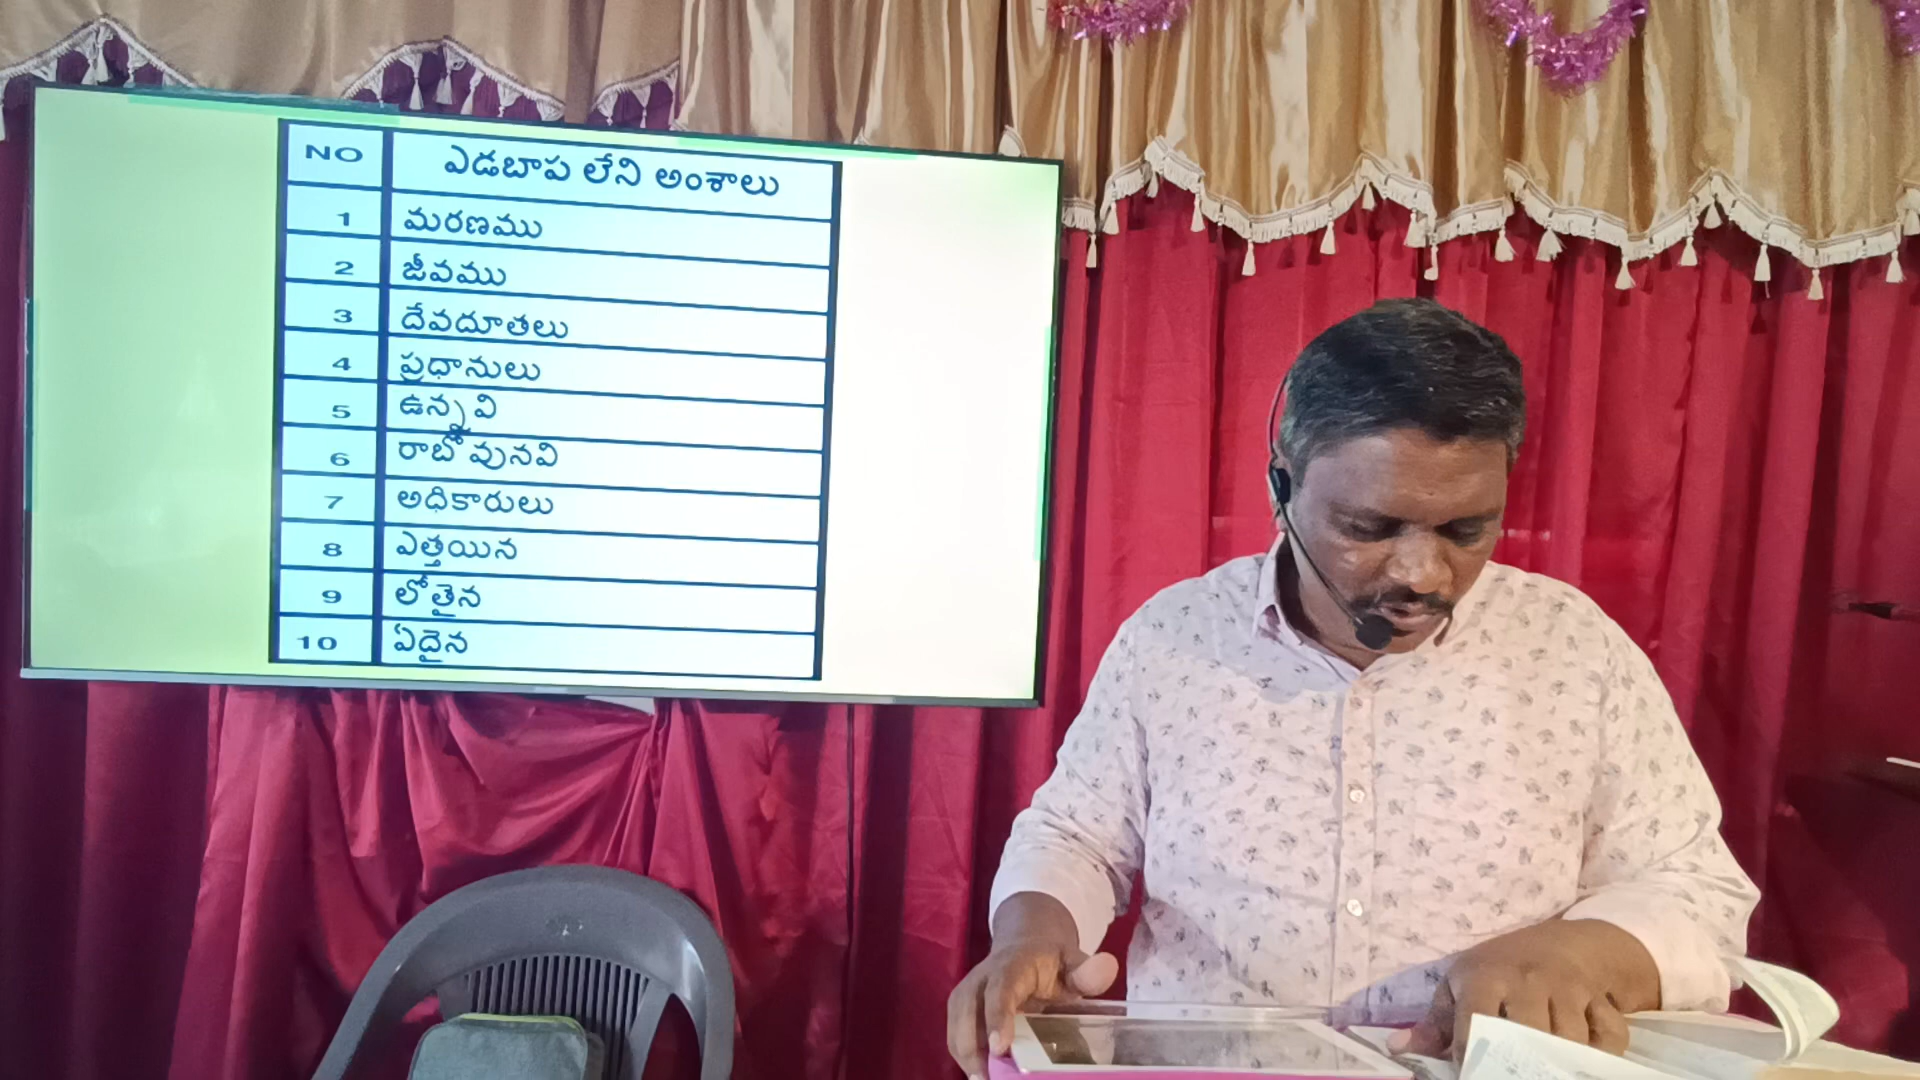 NO ఎడబాప లేని అంశాలు
1 మరణము
2 జీవము
3 దేవదూతలు
4 ప్రధానులు
5 ఉన్నవి
6 రాబోవునవి
7 అధికారులు
8 ఎత్తయిన
9 లోతైన
10 ఏదైన